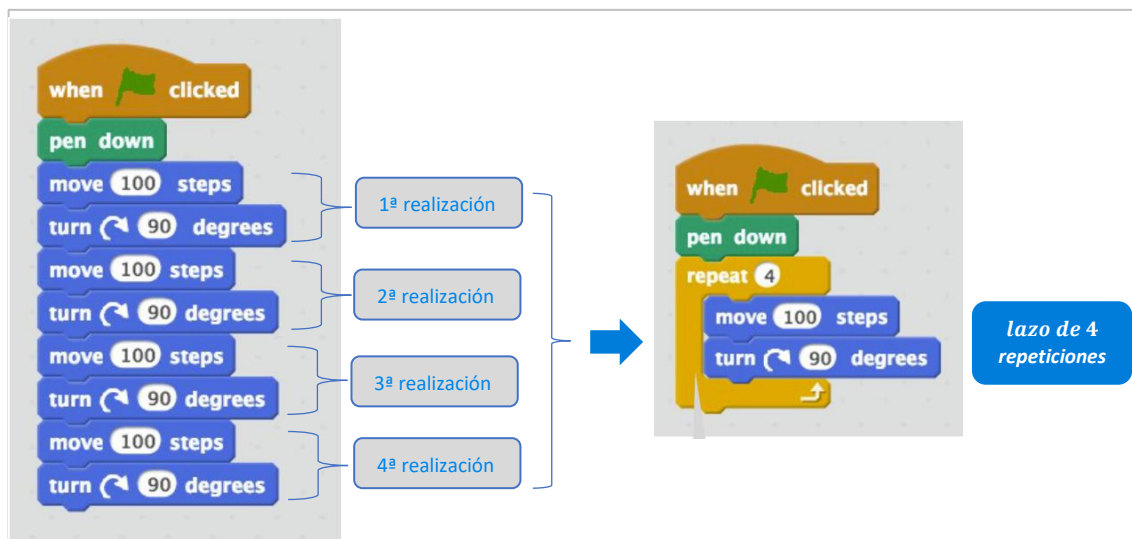 when clicked
pen down
move 100 steps
turn 90 degrees
move 100 steps
turn 90 degrees
move 100 steps
turn 90 degrees
move 100 steps
turn 90 degrees
1ª realización
2ª realización
3ª realización
4ª realización
when clicked
pen down
repeat 4
move 100 steps
turn 90 degrees
lazo de 4
repeticiones